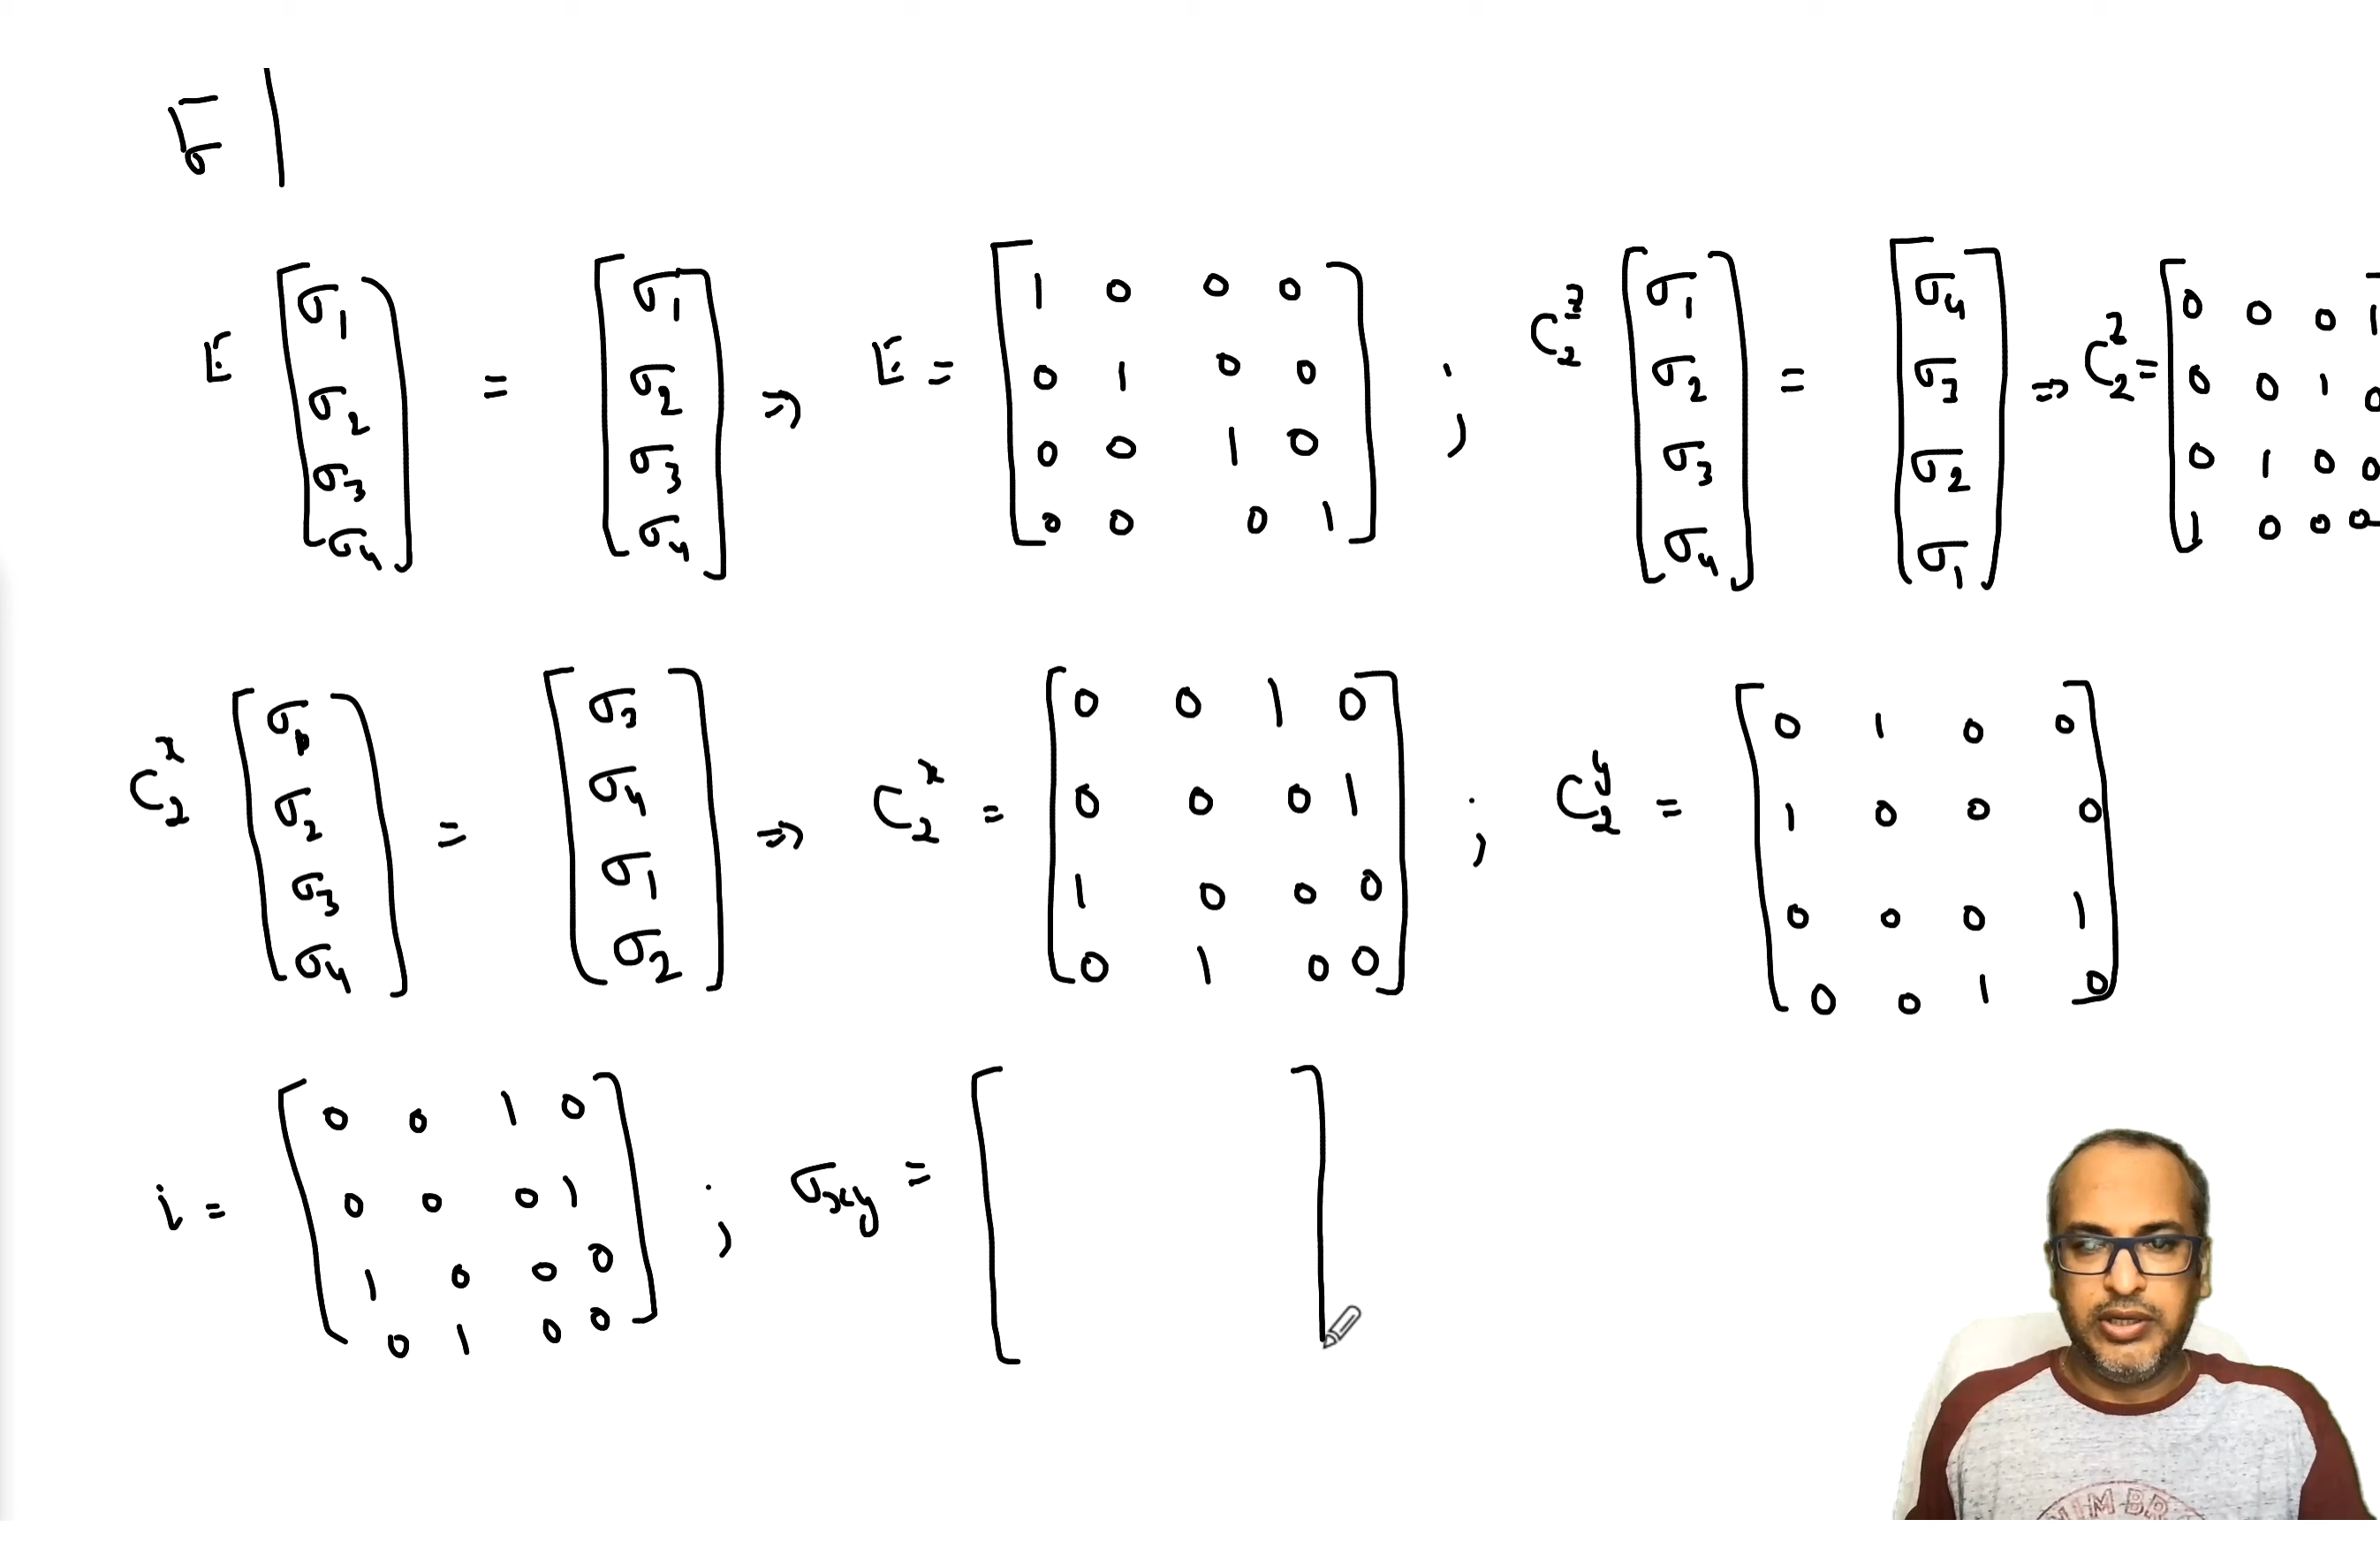 Γσ |
E [σ1 σ2 σ3 σ4] = [σ1 σ2 σ3 σ4] ⇒ E = [1 0 0 0; 0 1 0 0; 0 0 1 0; 0 0 0 1] ; C2^z [σ1 σ2 σ3 σ4] = [σ4 σ3 σ2 σ1] ⇒ C2^z = [0 0 0 1; 0 0 1 0; 0 1 0 0; 1 0 0 0
C2^x [σ1 σ2 σ3 σ4] = [σ3 σ4 σ1 σ2] ⇒ C2^x = [0 0 1 0; 0 0 0 1; 1 0 0 0; 0 1 0 0] ; C2^y = [0 1 0 0; 1 0 0 0; 0 0 0 1; 0 0 1 0]
i = [0 0 1 0; 0 0 0 1; 1 0 0 0; 0 1 0 0] ; σxy = [ ]